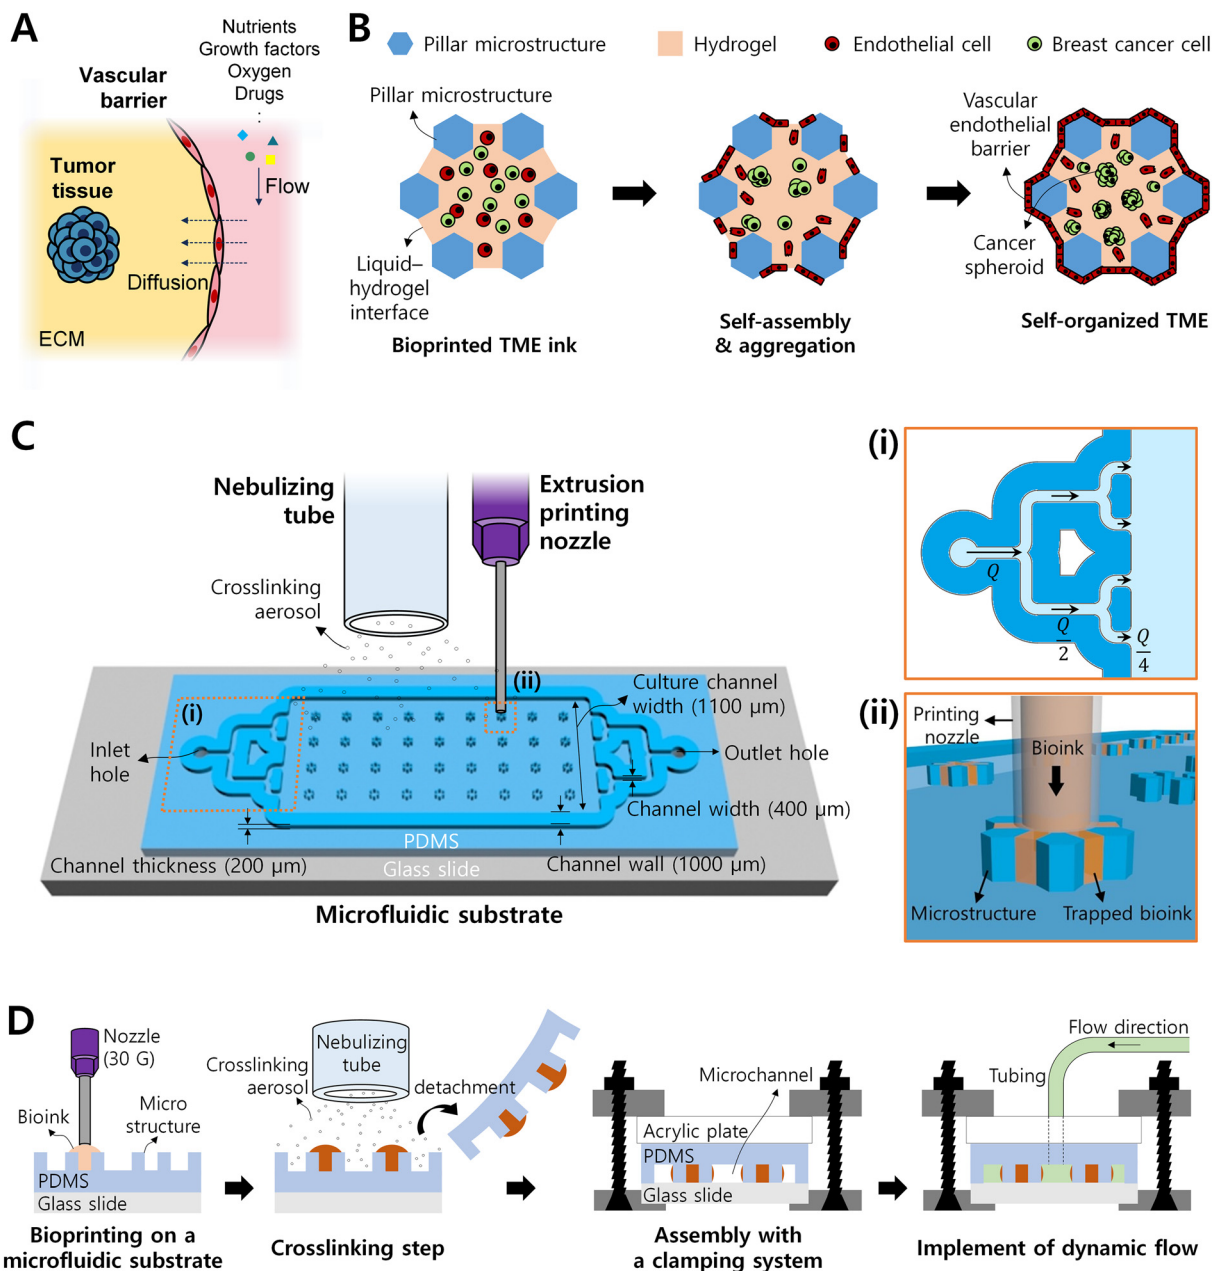 A
Nutrients
Growth factors
Oxygen
Drugs
Vascular
barrier
Tumor
tissue
Flow
Diffusion
ECM
B
Pillar microstructure
Hydrogel
Endothelial cell
Breast cancer cell
Pillar microstructure
Liquid–
hydrogel
interface
Bioprinted TME ink
Self-assembly
& aggregation
Vascular
endothelial
barrier
Cancer
spheroid
Self-organized TME
C
Nebulizing
tube
Extrusion
printing
nozzle
Crosslinking
aerosol
(i)
(ii)
Culture channel
width (1100 μm)
Inlet
hole
Outlet hole
Channel width (400 μm)
PDMS
Channel thickness (200 μm)
Glass slide
Channel wall (1000 μm)
Microfluidic substrate
(i)
Q
Q
2
Q
4
(ii)
Printing
nozzle
Bioink
Microstructure
Trapped bioink
D
Nozzle
(30 G)
Bioink
Micro
structure
PDMS
Glass slide
Bioprinting on a
microfluidic substrate
Nebulizing
tube
Crosslinking
aerosol
detachment
Crosslinking step
Microchannel
Acrylic plate
PDMS
Glass slide
Assembly with
a clamping system
Flow direction
Tubing
Implement of dynamic flow